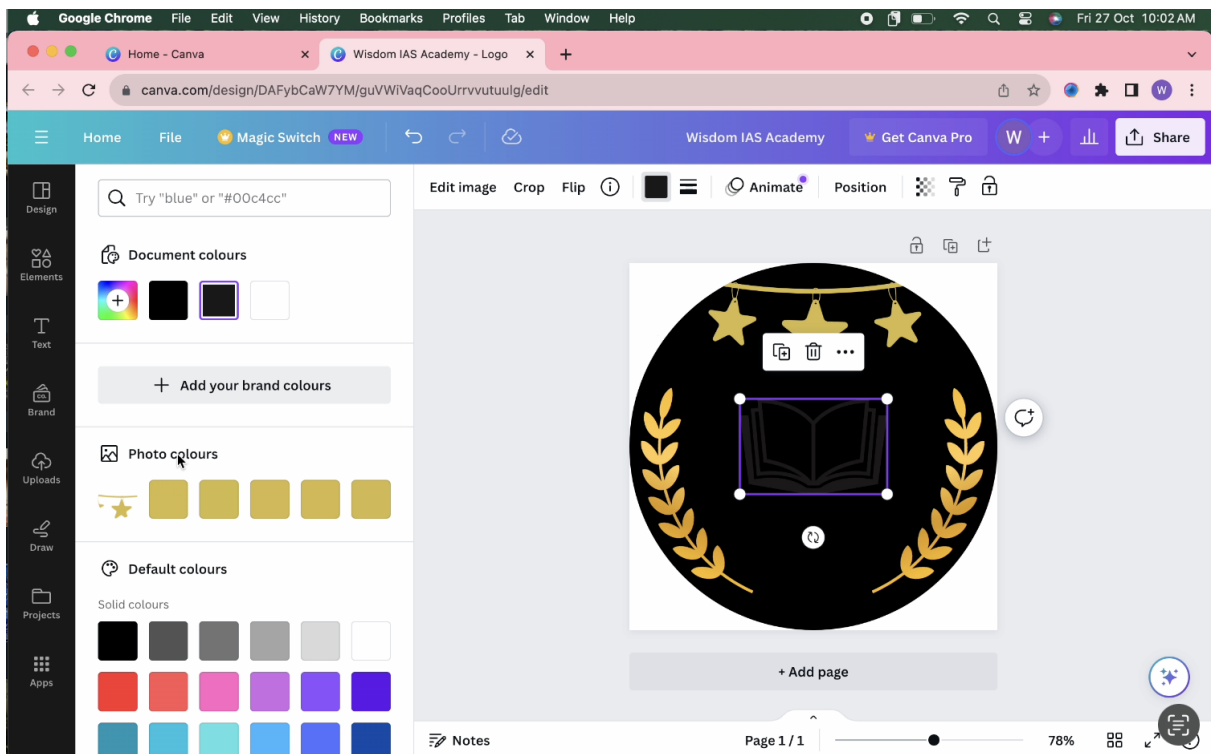 Google Chrome File Edit View History Bookmarks Profiles Tab Window Help Fri 27 Oct 10:02 AM
Home - Canva Wisdom IAS Academy - Logo
canva.com/design/DAFybCaW7YM/guVWiVaqCooUrrvvutuulg/edit W
Home File Magic Switch NEW Wisdom IAS Academy Get Canva Pro W + Share
Edit image Crop Flip Animate Position
Try "blue" or "#00c4cc"
Design
Document colours
Elements
Text
Add your brand colours
CO.
Brand
Photo colours
Uploads
Draw
Default colours
Solid colours
Projects
Apps
+ Add page
Notes Page 1 / 1 78%